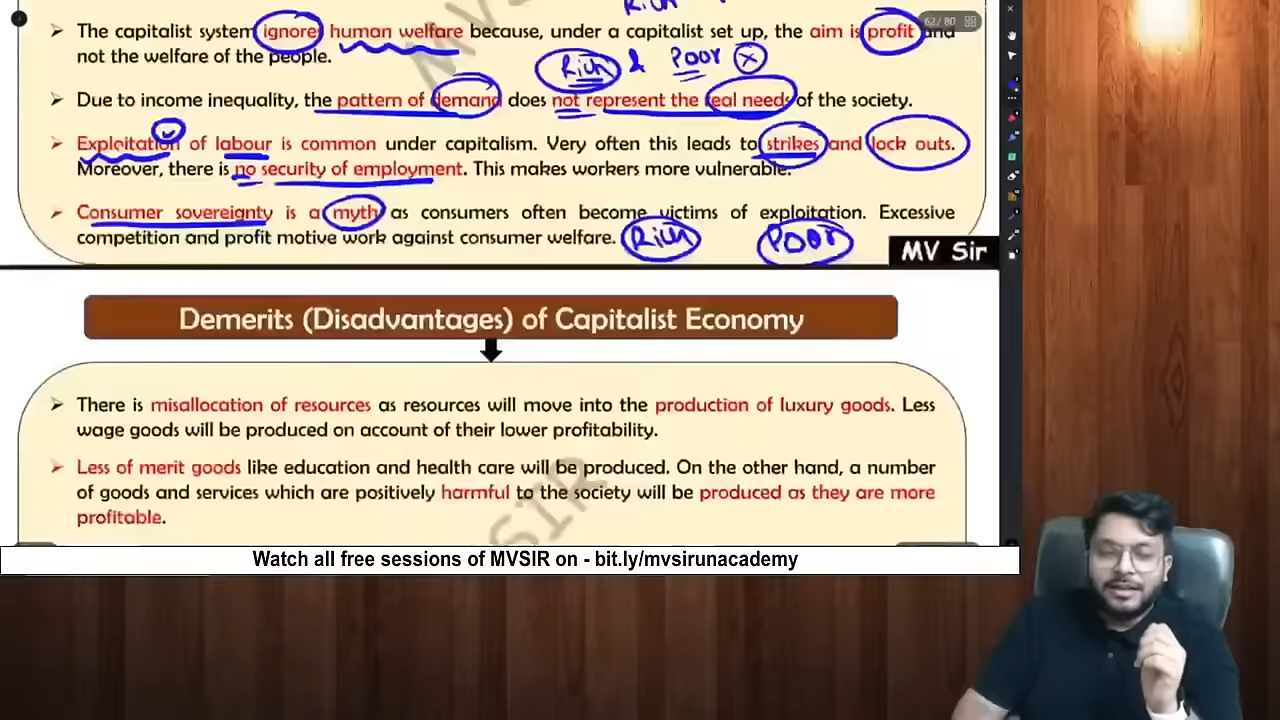 Rich
62 / 80
➢ The capitalist system ignores human welfare because, under a capitalist set up, the aim is profit and
not the welfare of the people.
Rich & Poor
➢ Due to income inequality, the pattern of demand does not represent the real needs of the society.
➢ Exploitation of labour is common under capitalism. Very often this leads to strikes and lock outs.
Moreover, there is no security of employment. This makes workers more vulnerable.
➢ Consumer sovereignty is a myth as consumers often become victims of exploitation. Excessive
competition and profit motive work against consumer welfare. Rich Poor
MV Sir
Demerits (Disadvantages) of Capitalist Economy
➢ There is misallocation of resources as resources will move into the production of luxury goods. Less
wage goods will be produced on account of their lower profitability.
➢ Less of merit goods like education and health care will be produced. On the other hand, a number
of goods and services which are positively harmful to the society will be produced as they are more
profitable.
Watch all free sessions of MVSIR on - bit.ly/mvsirunacademy